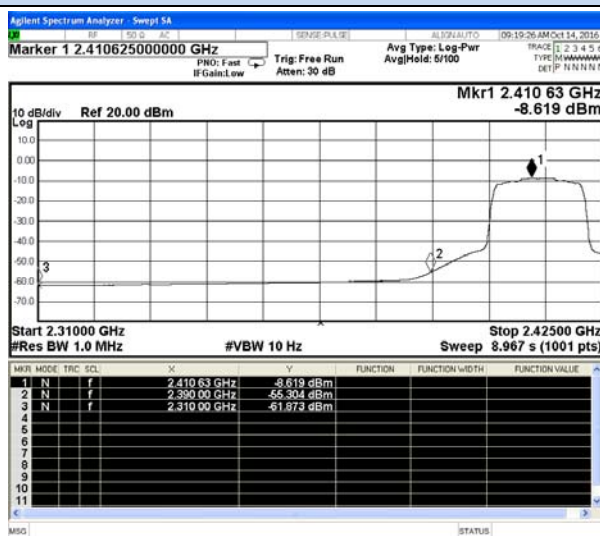 Agilent Spectrum Analyzer - Swept SA
RF 50 Ω AC SENSE:PULSE ALIGNAUTO 09:19:26 AM Oct 14, 2016
Marker 1 2.410625000000 GHz
PNO: Fast
IFGain:Low
Trig: Free Run
Atten: 30 dB
Avg Type: Log-Pwr
Avg|Hold: 5/100
TRACE 1 2 3 4 5 6
TYPE M
DET P N N N N
Mkr1 2.410 63 GHz
-8.619 dBm
10 dB/div Ref 20.00 dBm
Log
10.0
0.00
-10.0
-20.0
-30.0
-40.0
-50.0
-60.0
-70.0
1
2
3
Start 2.31000 GHz Stop 2.42500 GHz
#Res BW 1.0 MHz #VBW 10 Hz Sweep 8.967 s (1001 pts)
MKR MODE TRC SCL X Y FUNCTION FUNCTION WIDTH FUNCTION VALUE
1 N f 2.410 63 GHz -8.619 dBm
2 N f 2.390 00 GHz -55.304 dBm
3 N f 2.310 00 GHz -61.873 dBm
4
5
6
7
8
9
10
11
MSG STATUS